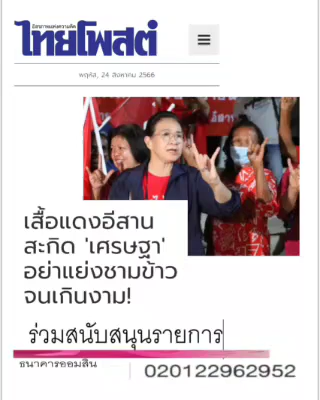 อิสรภาพแห่งความคิด
ไทยโพสต์
พฤหัส, 24 สิงหาคม 2566
เสื้อแดงอีสาน
สะกิด 'เศรษฐา'
อย่าแย่งชามข้าว
จนเกินงาม!
ร่วมสนับสนุนรายการ
ธนาคารออมสิน
020122962952